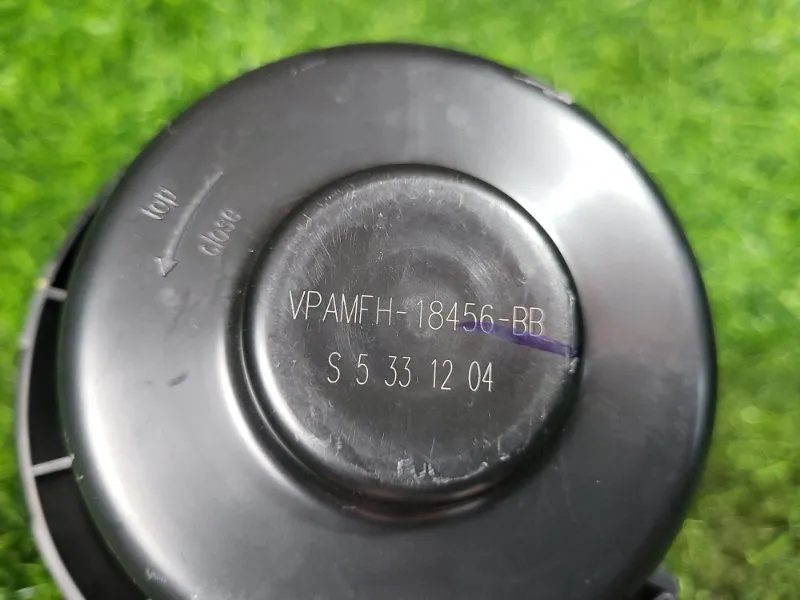 top
close
VPAMFH-18456-BB
S 5 33 12 04